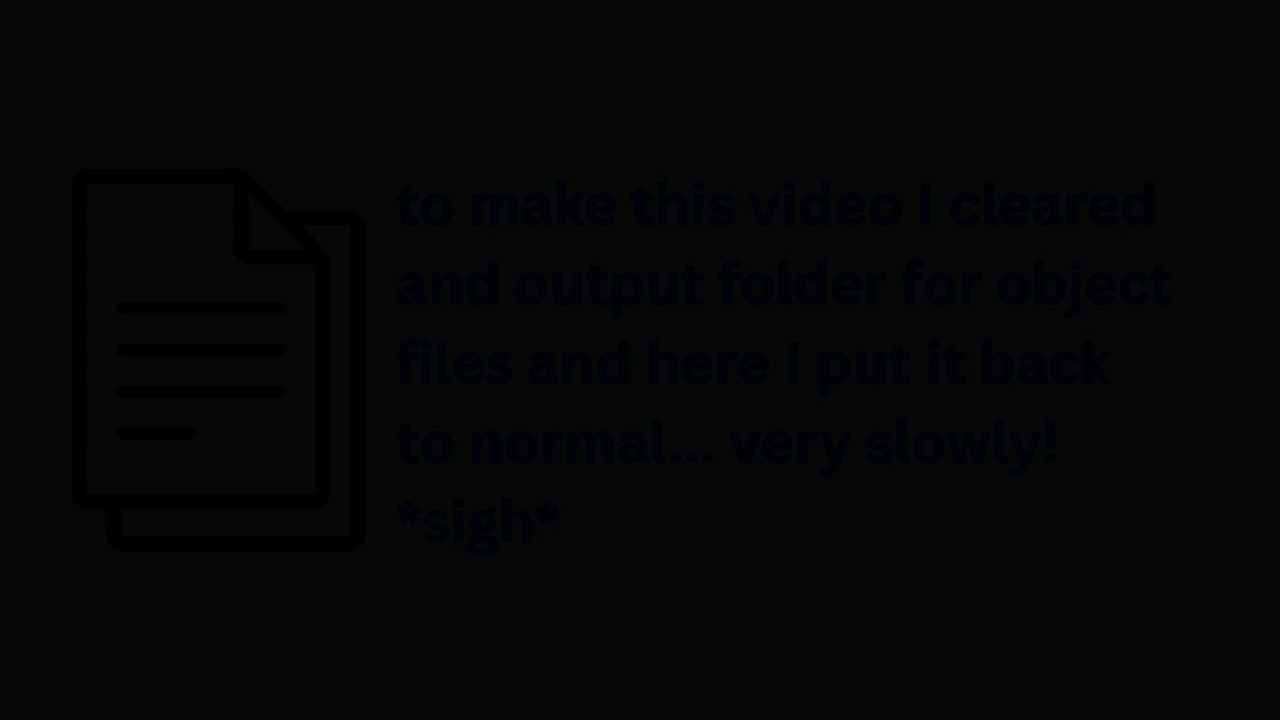 to make this video I cleared
and output folder for object
files and here I put it back
to normal... very slowly!
*sigh*